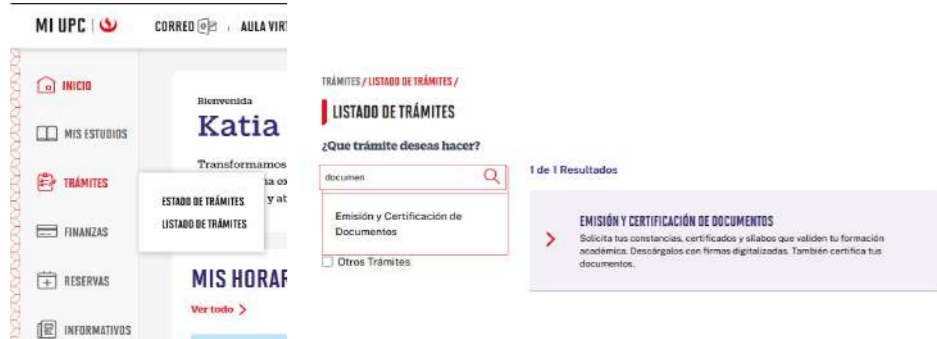 MI UPC
CORREO
AULA
INICIO
MIS ESTUDIOS
TRÁMITES
FINANZAS
RESERVAS
INFORMATIVOS
Bienvenida
Katia
Transformamos
y
ESTADO DE TRÁMITES
LISTADO DE TRÁMITES
MIS
Ver todo
TRÁMITES / LISTADO DE TRÁMITES /
LISTADO DE TRÁMITES
¿Que trámite deseas hacer?
documen
Emisión y Certificación de
Documentos
Otros Trámites
1 de 1 Resultados
EMISIÓN Y CERTIFICACIÓN DE DOCUMENTOS
Solicita tus constancias, certificados y sílabos que validen tu formación
académica. Descárgalos con firmas digitalizadas. También certifica tus
documentos.